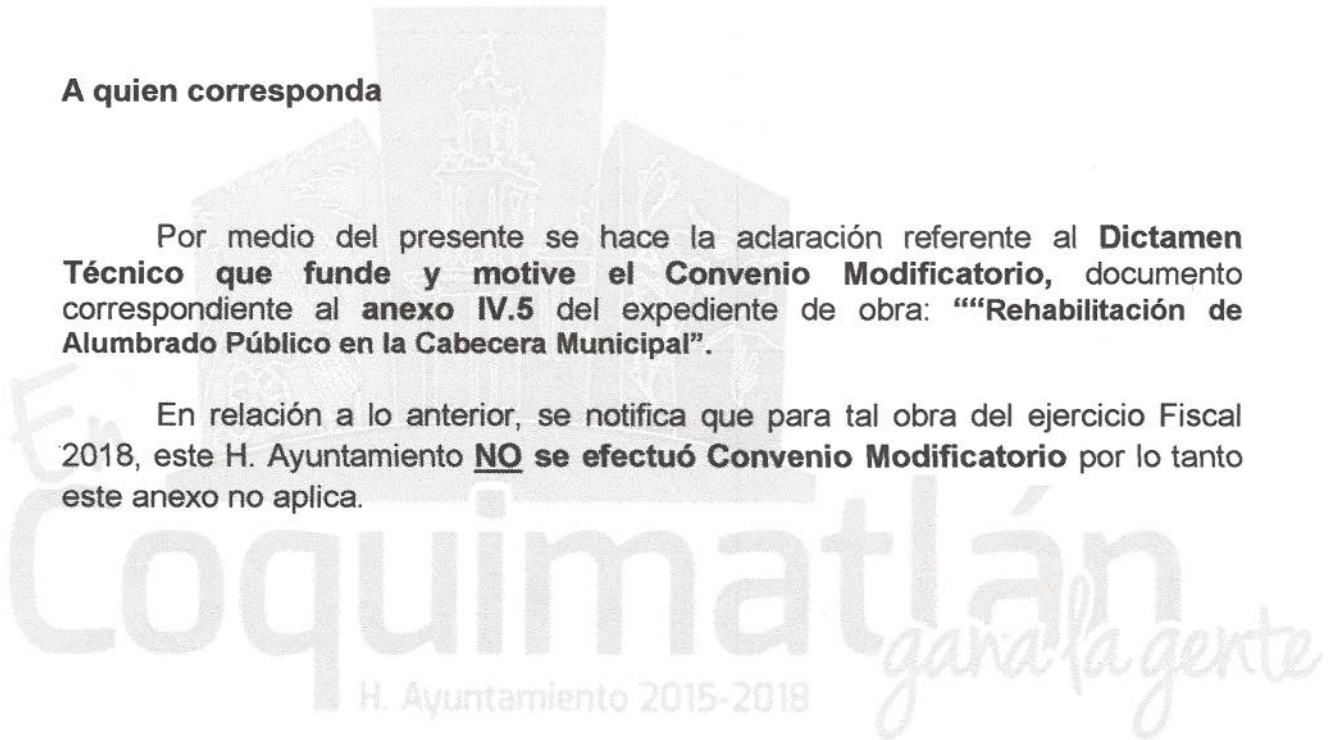 A quien corresponda
Por medio del presente se hace la aclaración referente al Dictamen
Técnico que funde y motive el Convenio Modificatorio, documento
correspondiente al anexo IV.5 del expediente de obra: ““Rehabilitación de
Alumbrado Público en la Cabecera Municipal”.
En relación a lo anterior, se notifica que para tal obra del ejercicio Fiscal
2018, este H. Ayuntamiento NO se efectuó Convenio Modificatorio por lo tanto
este anexo no aplica.
En
Coquimatlán
gana la gente
H. Ayuntamiento 2015-2018